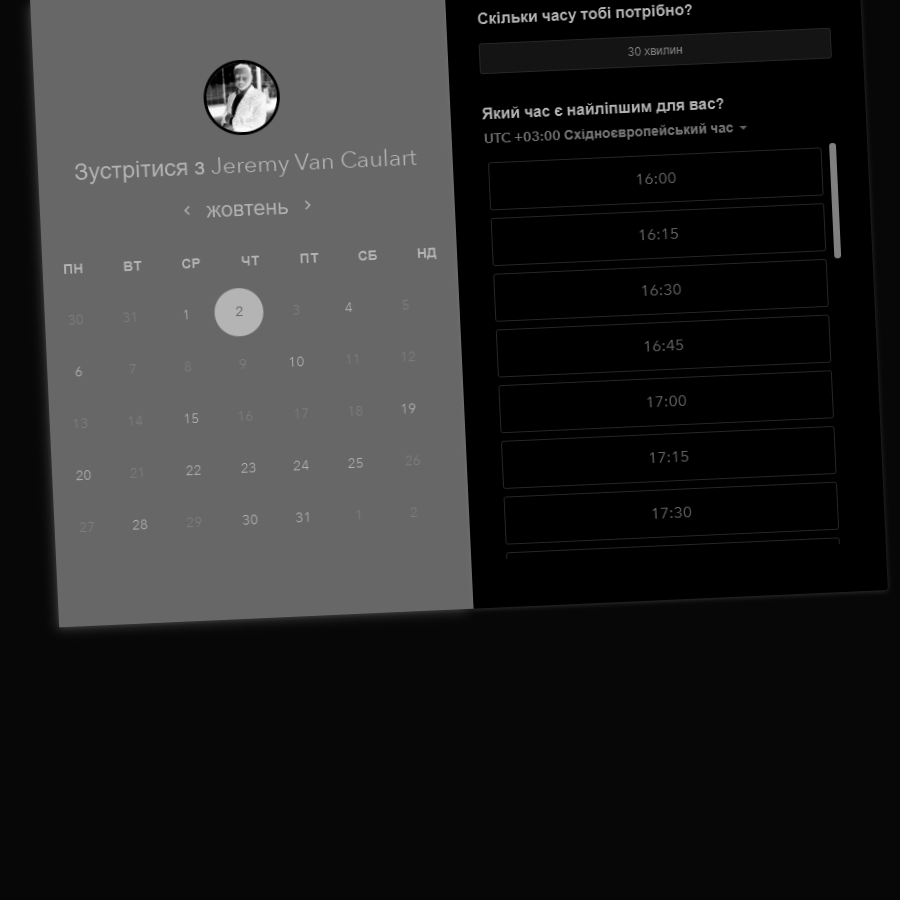 Зустрітися з Jeremy Van Caulart
жовтень
ПН ВТ СР ЧТ ПТ СБ НД
30 31 1 2 3 4 5
6 7 8 9 10 11 12
13 14 15 16 17 18 19
20 21 22 23 24 25 26
27 28 29 30 31 1 2
Скільки часу тобі потрібно?
30 хвилин
Який час є найліпшим для вас?
UTC +03:00 Східноєвропейський час
16:00
16:15
16:30
16:45
17:00
17:15
17:30